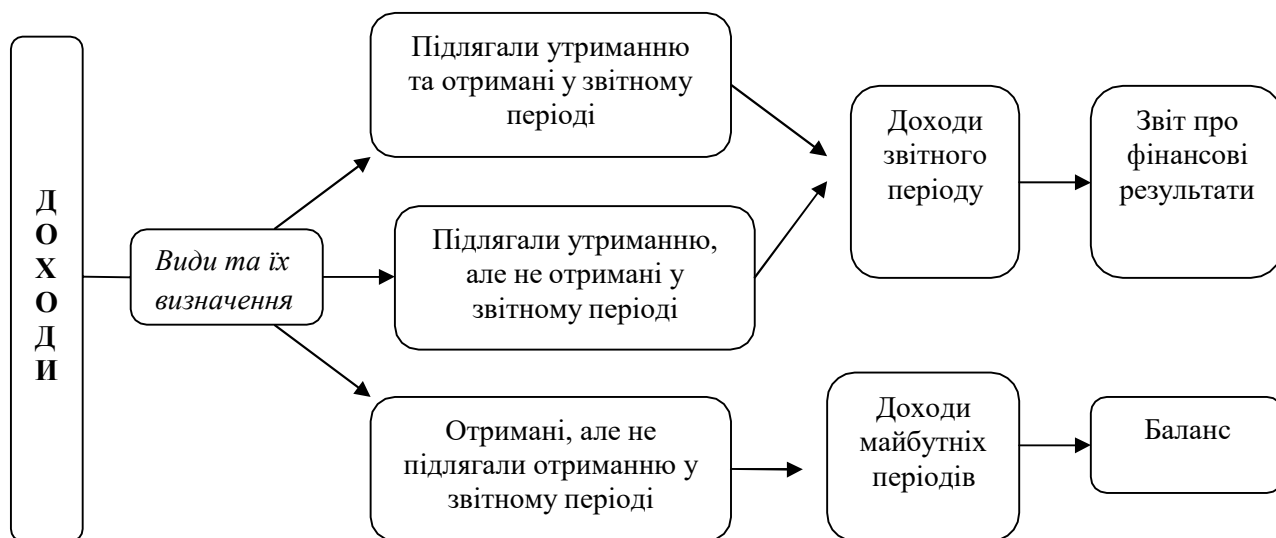 ДОХОДИ
Види та їх
визначення
Підлягали утриманню
та отримані у звітному
періоді
Підлягали утриманню,
але не отримані у
звітному періоді
Отримані, але не
підлягали отриманню у
звітному періоді
Доходи
звітного
періоду
Звіт про
фінансові
результати
Доходи
майбутніх
періодів
Баланс